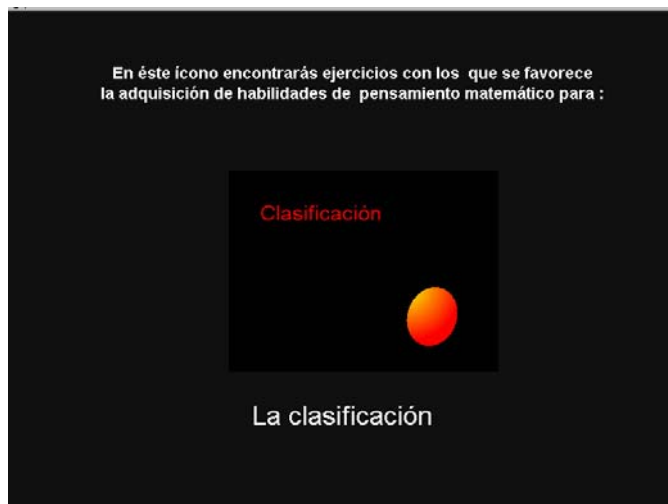 En éste ícono encontrarás ejercicios con los que se favorece
la adquisición de habilidades de pensamiento matemático para :
Clasificación
La clasificación